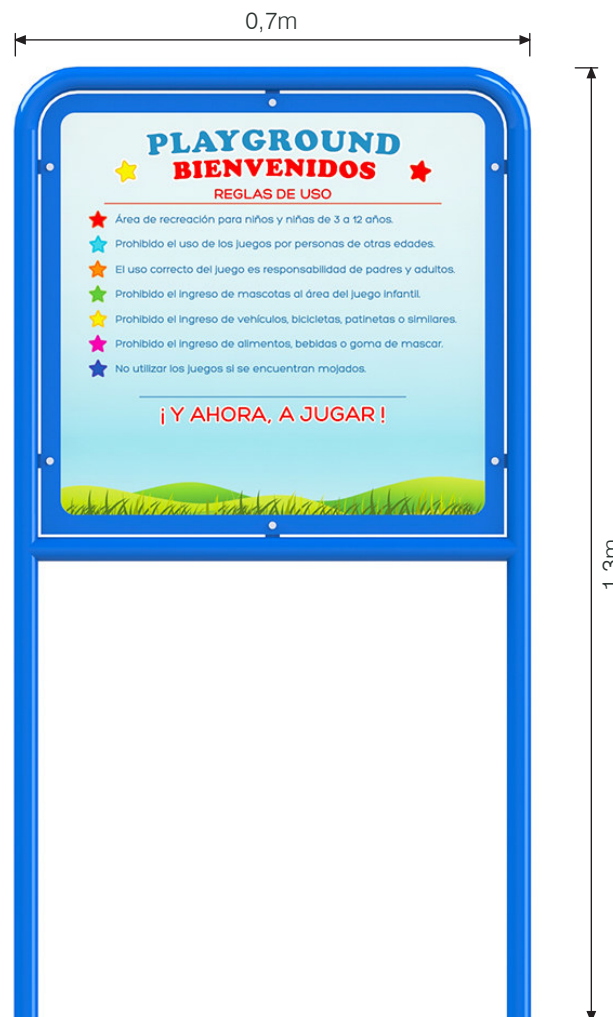 0,7m
PLAYGROUND
BIENVENIDOS
REGLAS DE USO
Área de recreación para niños y niñas de 3 a 12 años.
Prohibido el uso de los juegos por personas de otras edades.
El uso correcto del juego es responsabilidad de padres y adultos.
Prohibido el ingreso de mascotas al área del juego infantil.
Prohibido el ingreso de vehículos, bicicletas, patinetas o similares.
Prohibido el ingreso de alimentos, bebidas o goma de mascar.
No utilizar los juegos si se encuentran mojados.
¡ Y AHORA, A JUGAR !
1,3m